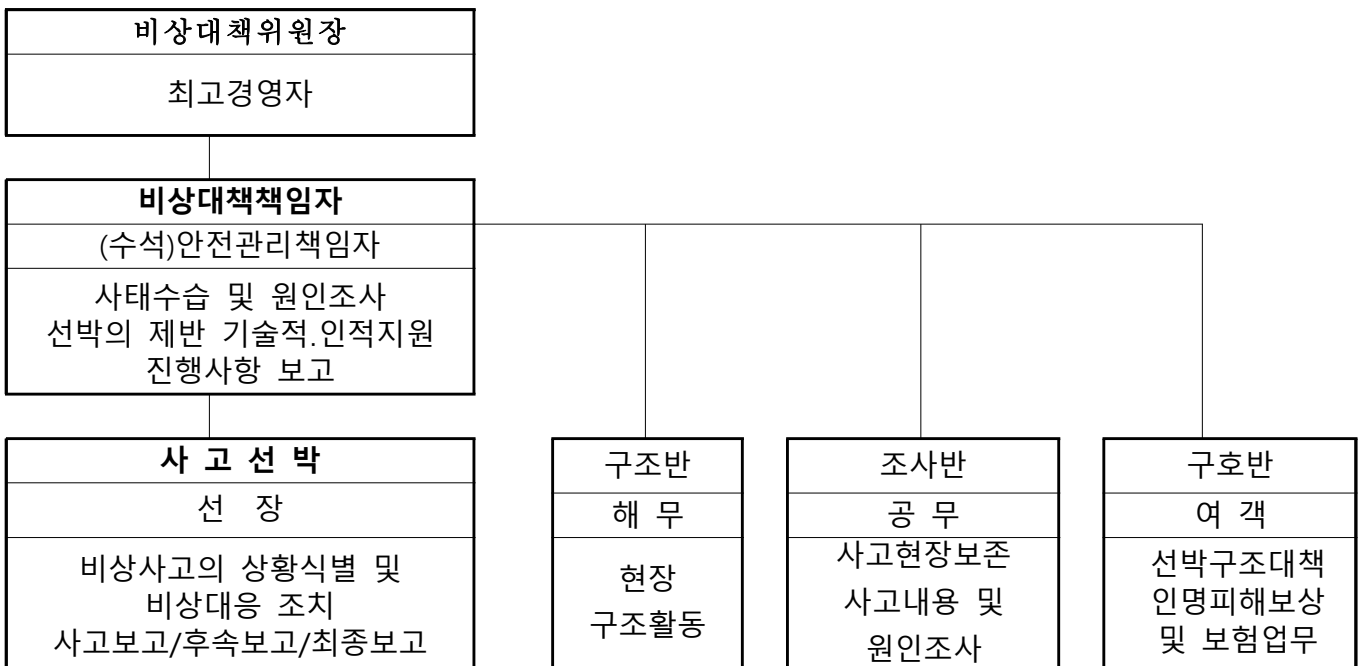 비상대책위원장
최고경영자
비상대책책임자
(수석)안전관리책임자
사태수습 및 원인조사
선박의 제반 기술적.인적지원
진행사항 보고
사 고 선 박
선 장
비상사고의 상황식별 및
비상대응 조치
사고보고/후속보고/최종보고
구조반
해 무
현장
구조활동
조사반
공 무
사고현장보존
사고내용 및
원인조사
구호반
여 객
선박구조대책
인명피해보상
및 보험업무